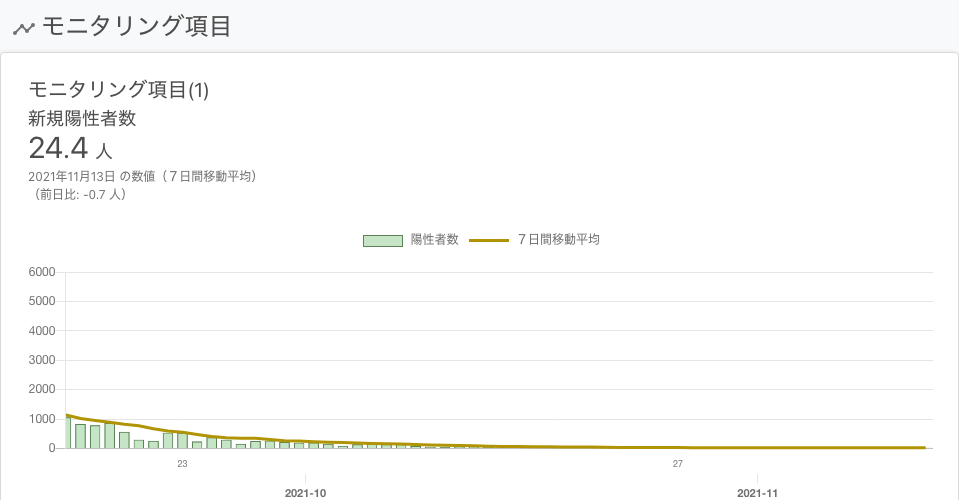 モニタリング項目
モニタリング項目(1)
新規陽性者数
24.4 人
2021年11月13日 の数値（７日間移動平均）
（前日比: -0.7 人）
陽性者数 ７日間移動平均
6000
5000
4000
3000
2000
1000
0
23 27
2021-10 2021-11